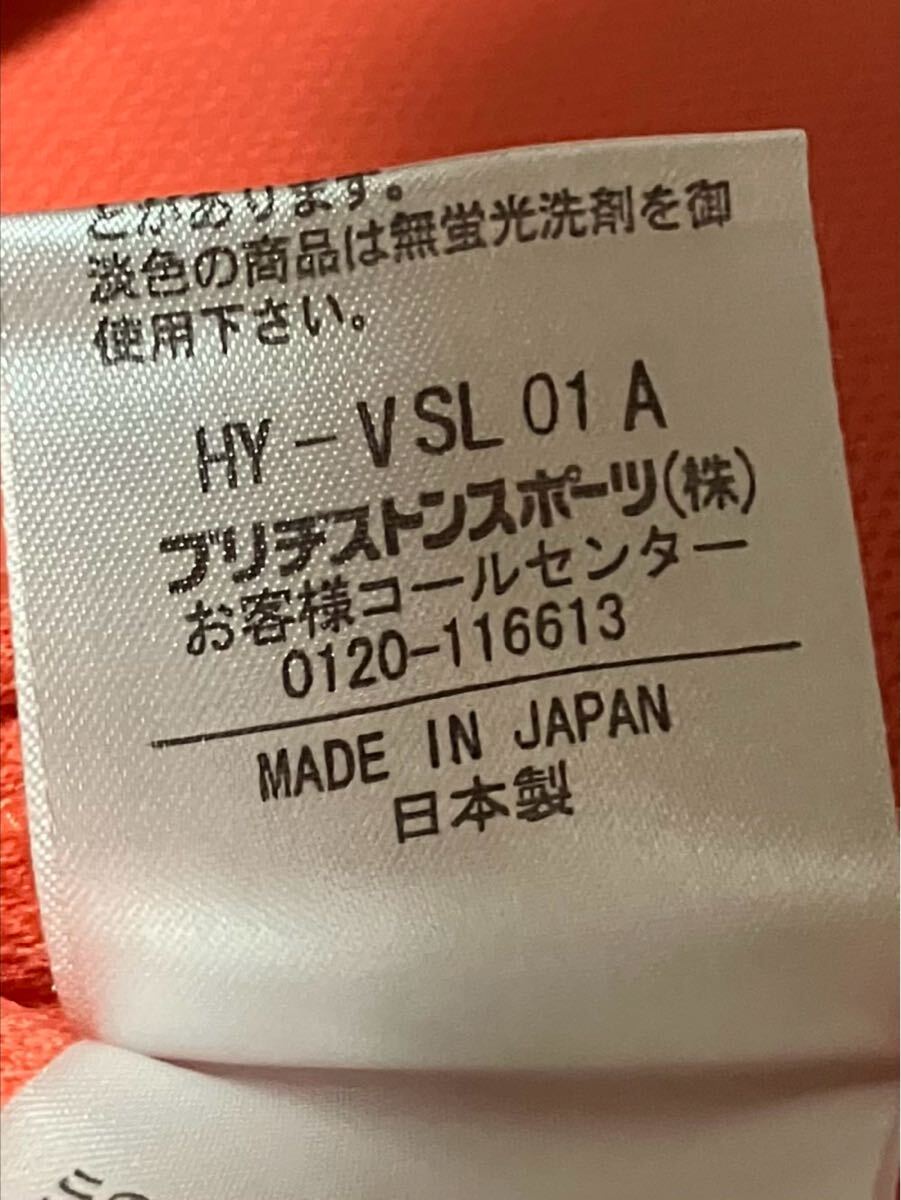 とがあります。
淡色の商品は無蛍光洗剤を御
使用下さい。
HY-VSL01A
ブリヂストンスポーツ(株)
お客様コールセンター
0120-116613
MADE IN JAPAN
日本製